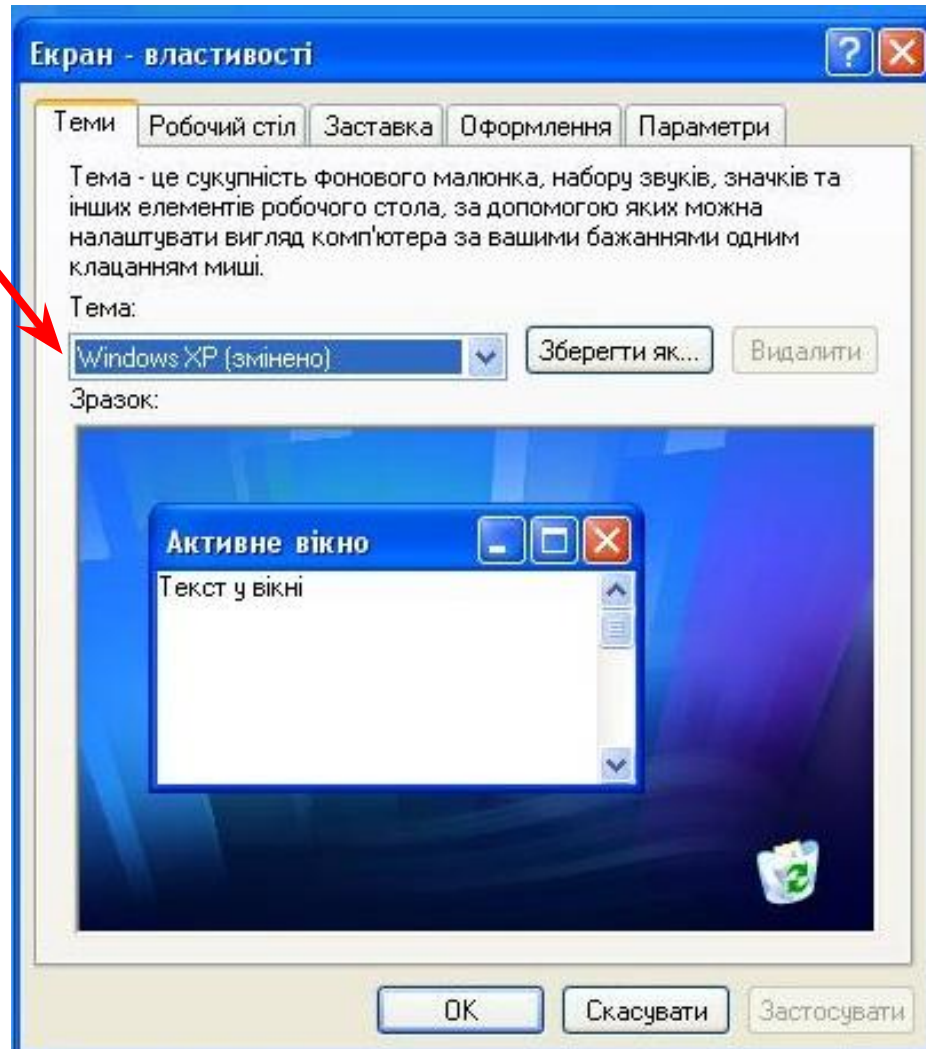 Екран - властивості
Теми Робочий стіл Заставка Оформлення Параметри
Тема - це сукупність фонового малюнка, набору звуків, значків та
інших елементів робочого стола, за допомогою яких можна
налаштувати вигляд комп'ютера за вашими бажаннями одним
клацанням миші.
Тема:
Windows XP (змінено) Зберегти як... Видалити
Зразок:
Активне вікно
Текст у вікні
OK Скасувати Застосувати